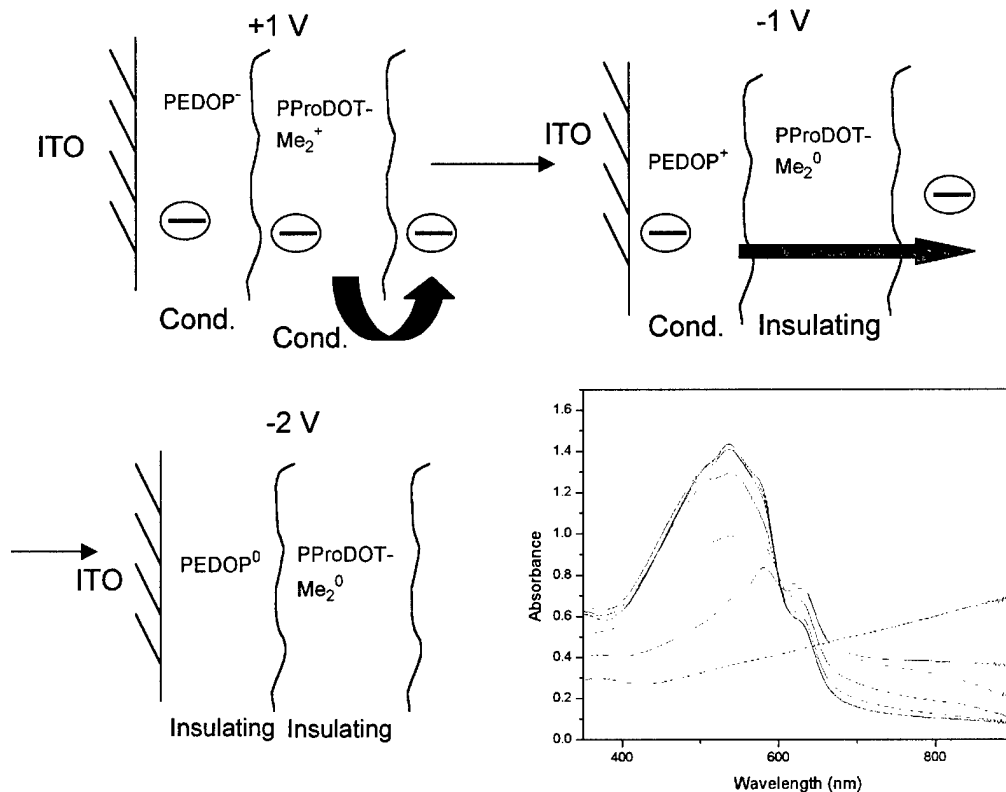 +1 V
PEDOP-
PProDOT-
Me2+
ITO
Cond.
Cond.
-1 V
ITO
PEDOP+
PProDOT-
Me20
Cond. Insulating
-2 V
ITO
PEDOP0
PProDOT-
Me20
Insulating Insulating
Absorbance
1.6
1.4
1.2
1.0
0.8
0.6
0.4
0.2
0.0
400
600
800
Wavelength (nm)